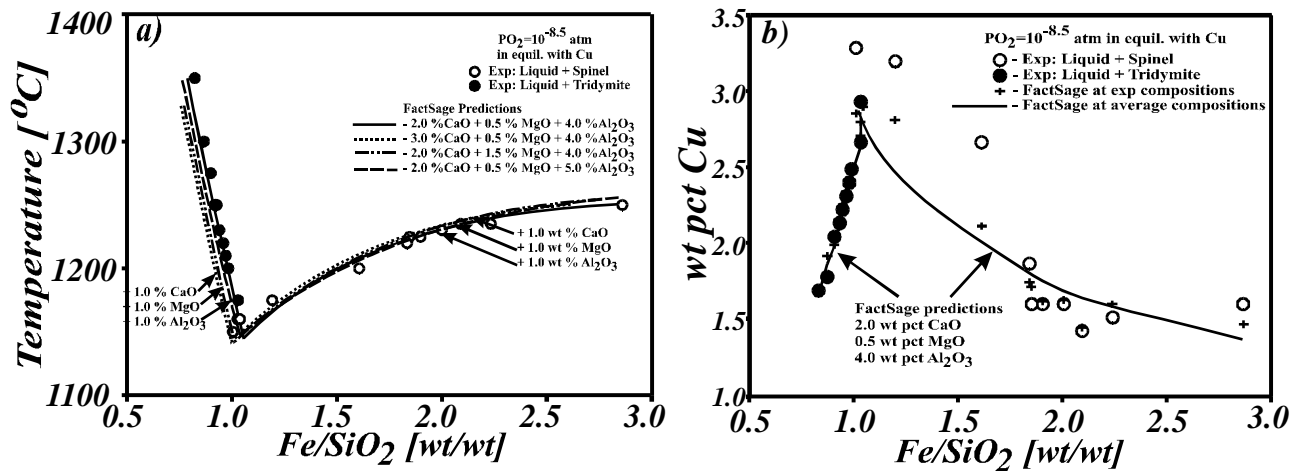 a)
PO2=10-8.5 atm
in equil. with Cu
Exp: Liquid + Spinel
Exp: Liquid + Tridymite
FactSage Predictions
- 2.0 %CaO + 0.5 % MgO + 4.0 %Al2O3
- 3.0 %CaO + 0.5 % MgO + 4.0 %Al2O3
- 2.0 %CaO + 1.5 % MgO + 4.0 %Al2O3
- 2.0 %CaO + 0.5 % MgO + 5.0 %Al2O3
+ 1.0 wt % CaO
+ 1.0 wt % MgO
+ 1.0 wt % Al2O3
1.0 % CaO
1.0 % MgO
1.0 % Al2O3
Temperature [oC]
1400
1300
1200
1100
0.5
1.0
1.5
2.0
2.5
3.0
Fe/SiO2 [wt/wt]
b)
PO2=10-8.5 atm in equil. with Cu
- Exp: Liquid + Spinel
- Exp: Liquid + Tridymite
- FactSage at exp compositions
- FactSage at average compositions
FactSage predictions
2.0 wt pct CaO
0.5 wt pct MgO
4.0 wt pct Al2O3
wt pct Cu
3.5
3.0
2.5
2.0
1.5
1.0
0.5
1.0
1.5
2.0
2.5
3.0
Fe/SiO2 [wt/wt]